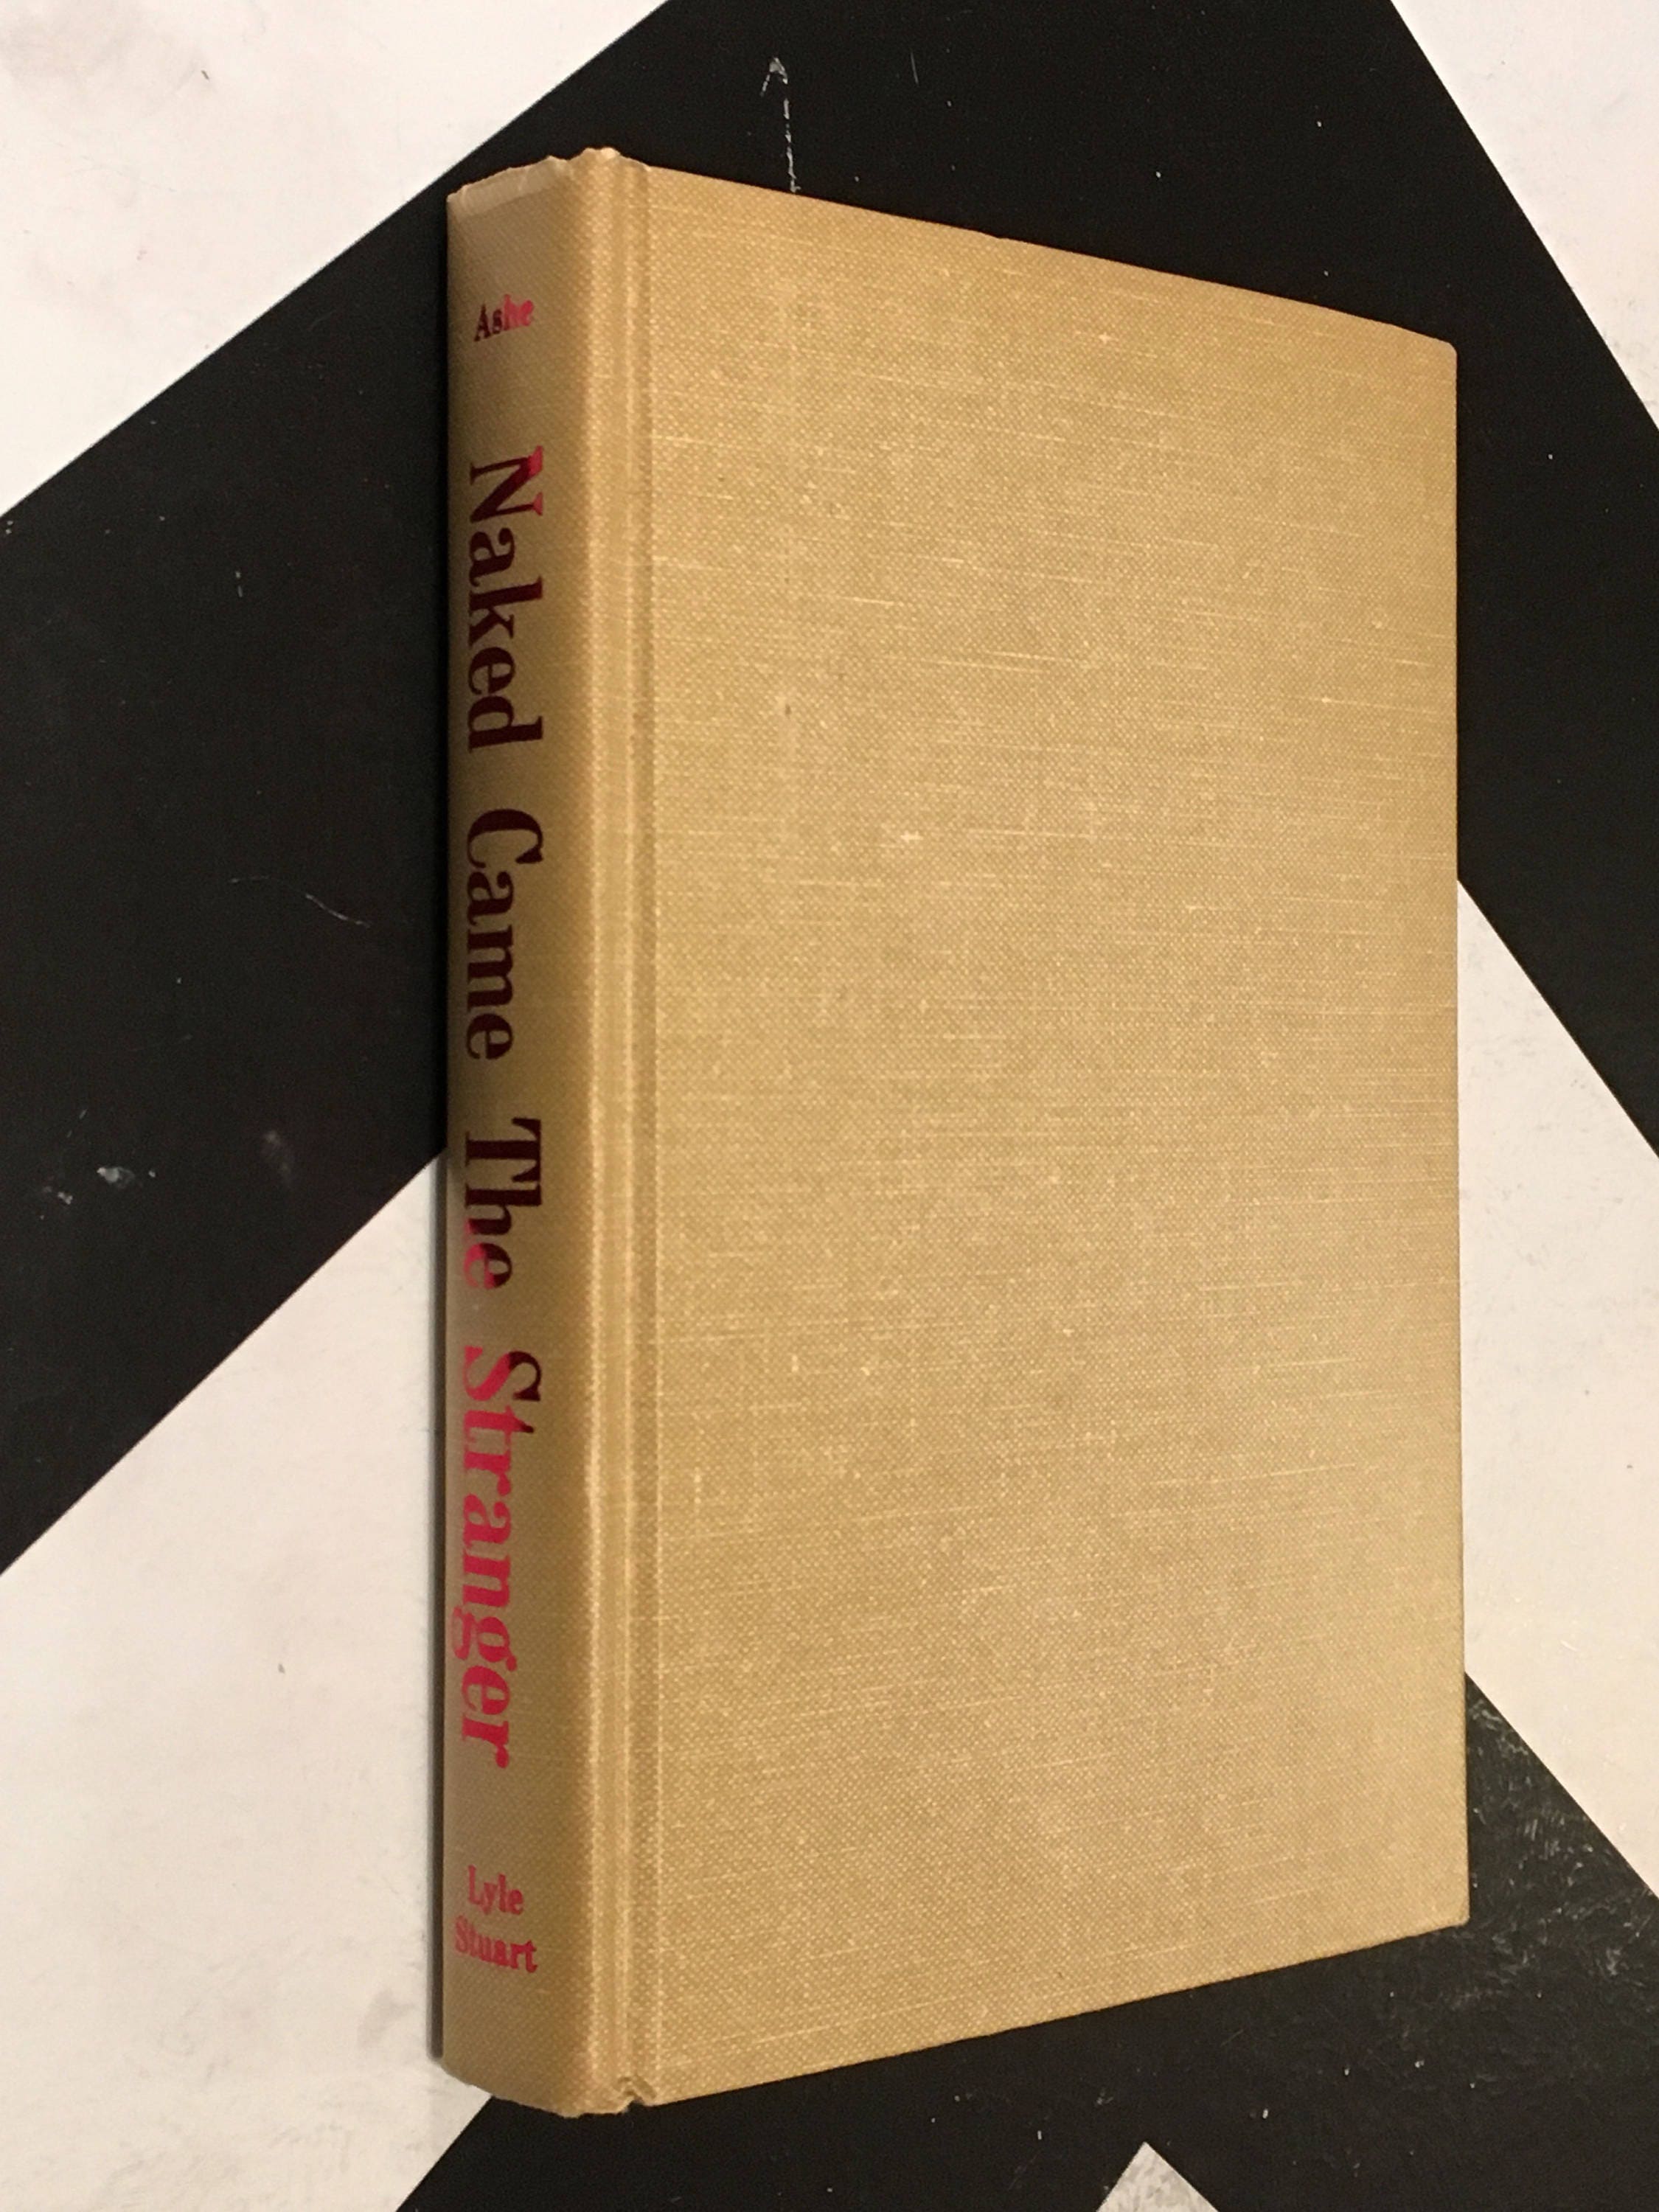 Ashe
Naked Came The Stranger
Lyle
Stuart